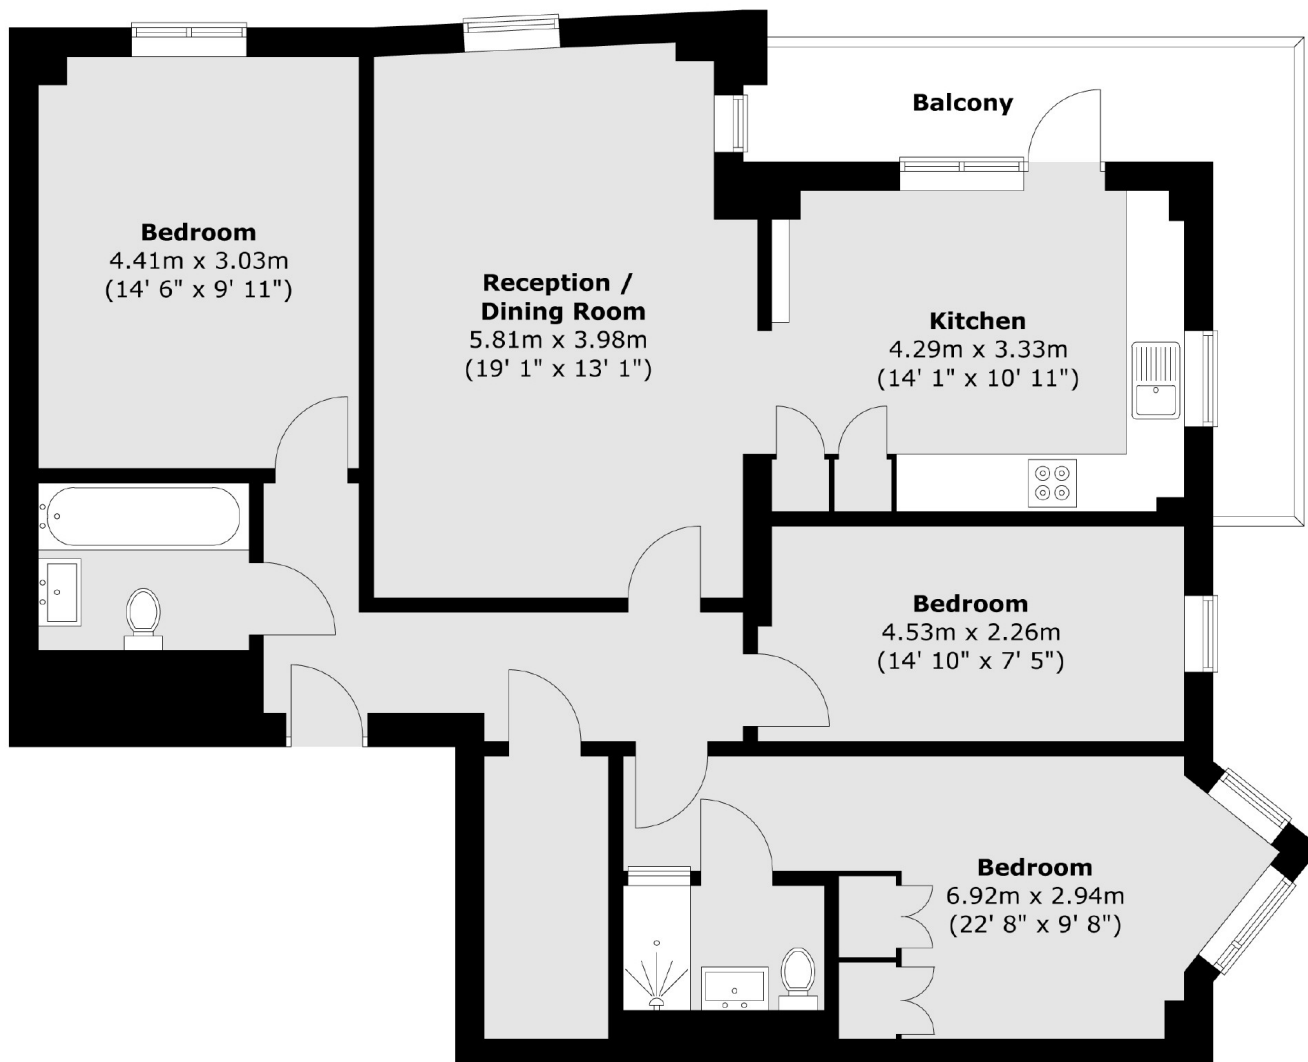 Balcony
Bedroom
4.41m x 3.03m
(14' 6" x 9' 11")
Reception /
Dining Room
5.81m x 3.98m
(19' 1" x 13' 1")
Kitchen
4.29m x 3.33m
(14' 1" x 10' 11")
Bedroom
4.53m x 2.26m
(14' 10" x 7' 5")
Bedroom
6.92m x 2.94m
(22' 8" x 9' 8")